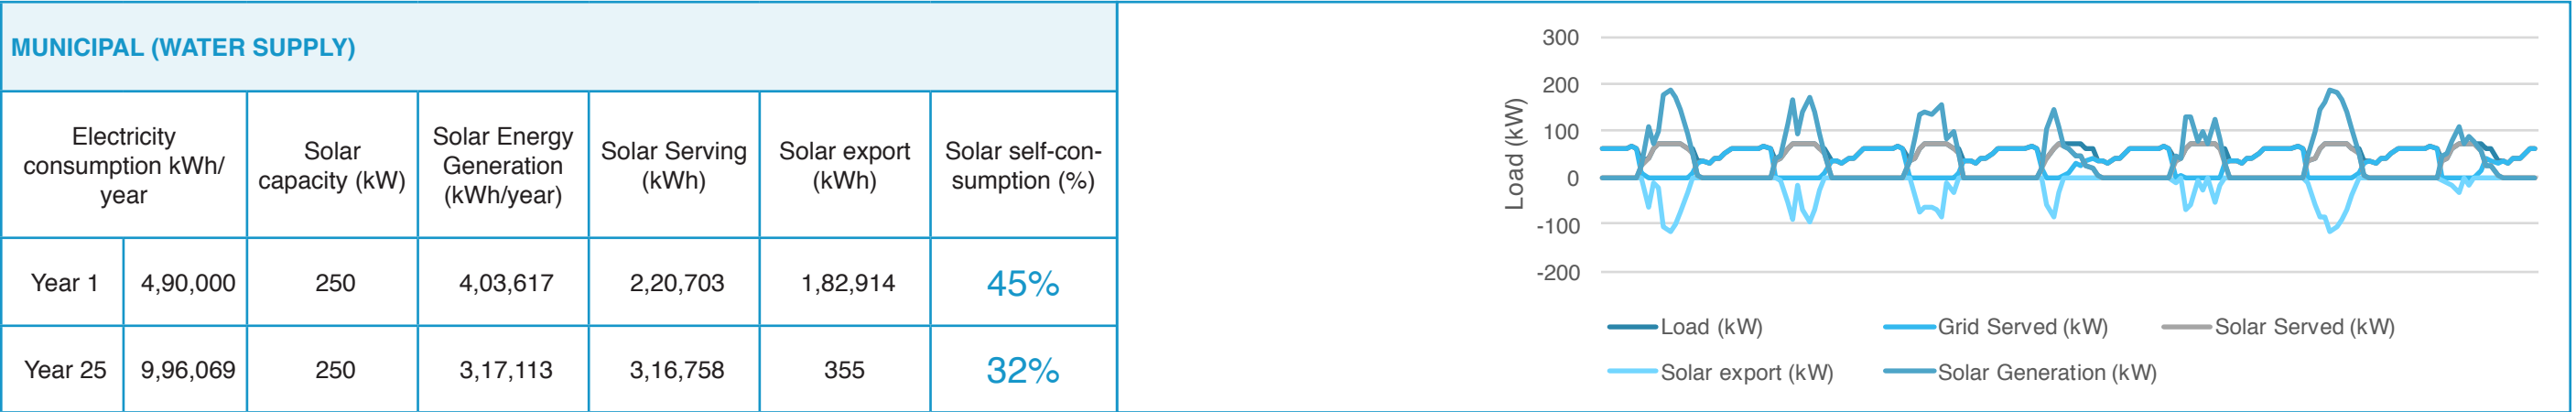 MUNICIPAL (WATER SUPPLY)
Electricity
consumption kWh/
year
Solar
capacity (kW)
Solar Energy
Generation
(kWh/year)
Solar Serving
(kWh)
Solar export
(kWh)
Solar self-con-
sumption (%)
Year 1 4,90,000 250 4,03,617 2,20,703 1,82,914 45%
Year 25 9,96,069 250 3,17,113 3,16,758 355 32%
Load (kW)
300
200
100
0
-100
-200
Load (kW) Grid Served (kW) Solar Served (kW)
Solar export (kW) Solar Generation (kW)